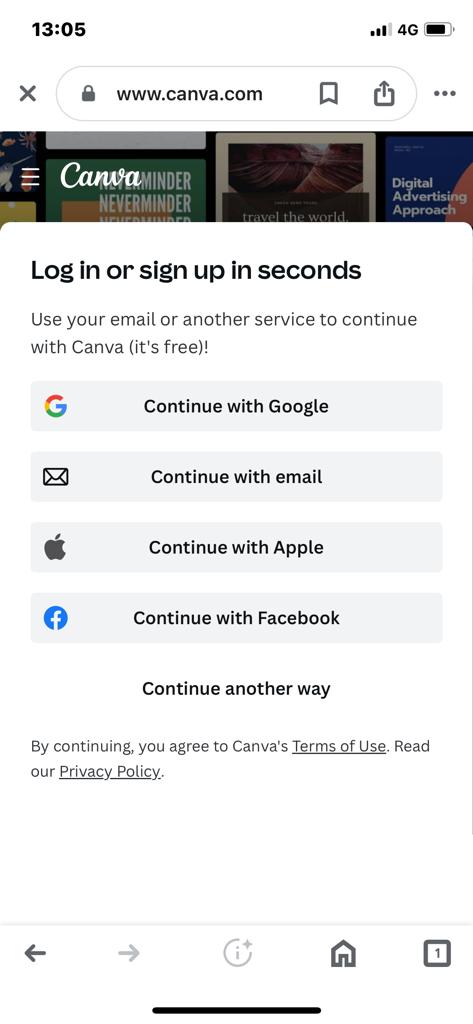 13:05
4G
www.canva.com
Canva
NEVERMINDER
NEVERMINDER
NEVERMINDER
travel the world.
Digital
Advertising
Approach
Log in or sign up in seconds
Use your email or another service to continue
with Canva (it's free)!
Continue with Google
Continue with email
Continue with Apple
Continue with Facebook
Continue another way
By continuing, you agree to Canva's Terms of Use. Read
our Privacy Policy.
1